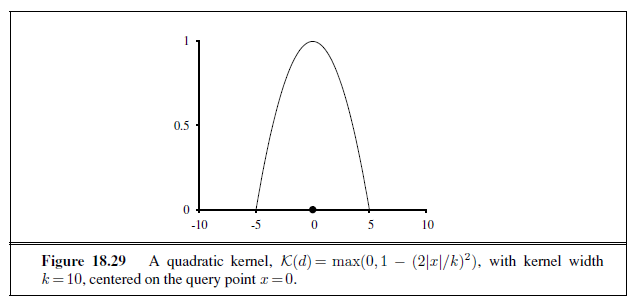 1
0.5
0
-10 -5 0 5 10
Figure 18.29 A quadratic kernel, K(d) = max(0, 1 − (2|x|/k)²), with kernel width
k = 10, centered on the query point x = 0.